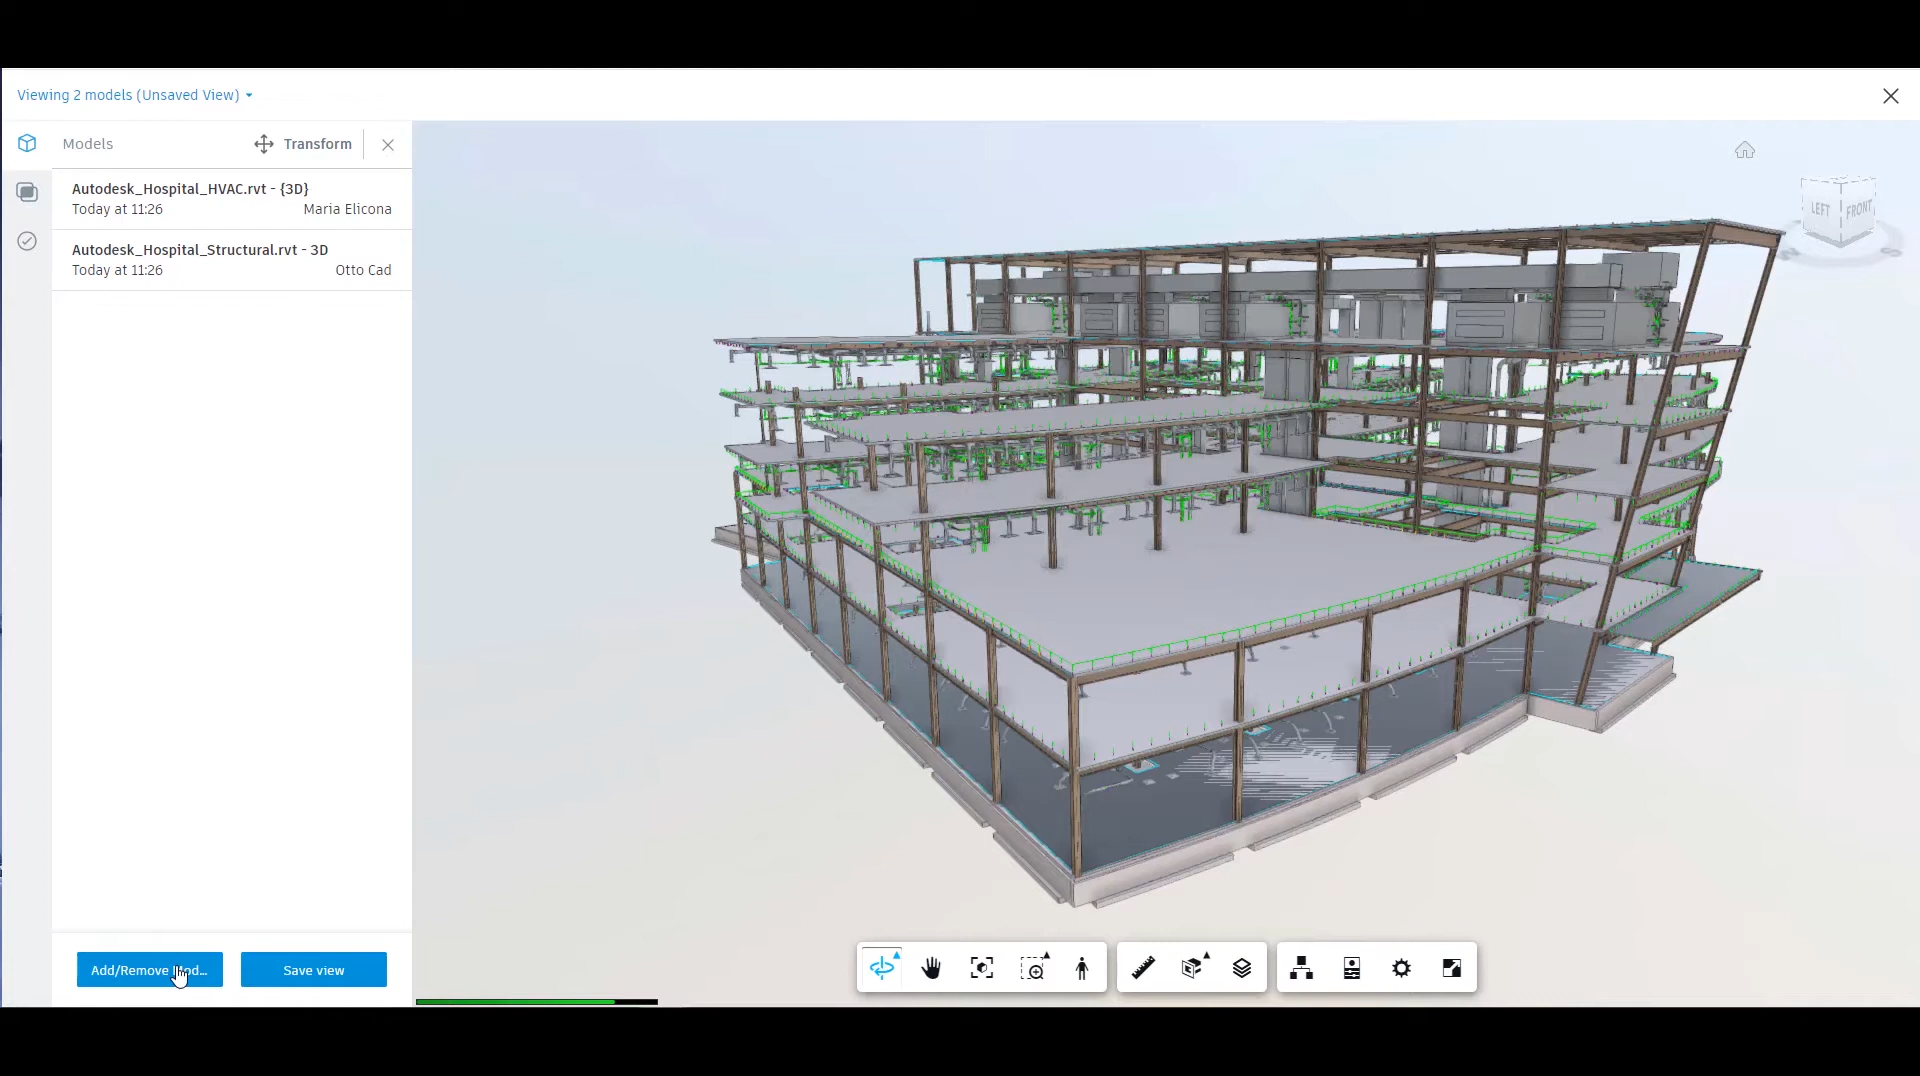 Viewing 2 models (Unsaved View)
Models
Transform
Autodesk_Hospital_HVAC.rvt - {3D}
Today at 11:26
Maria Elicona
Autodesk_Hospital_Structural.rvt - 3D
Today at 11:26
Otto Cad
LEFT
FRONT
Add/Remove
Save view